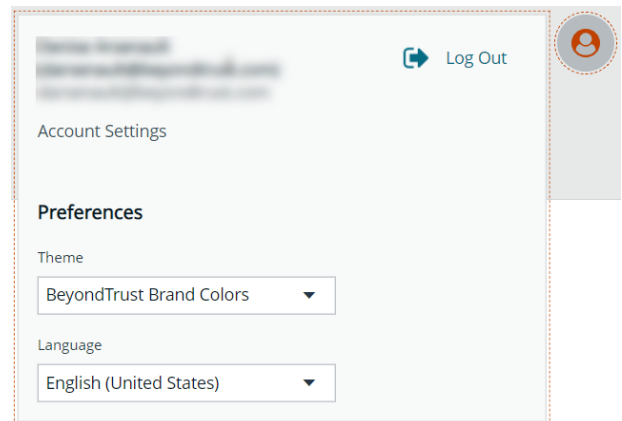 Log Out
Account Settings
Preferences
Theme
BeyondTrust Brand Colors
Language
English (United States)